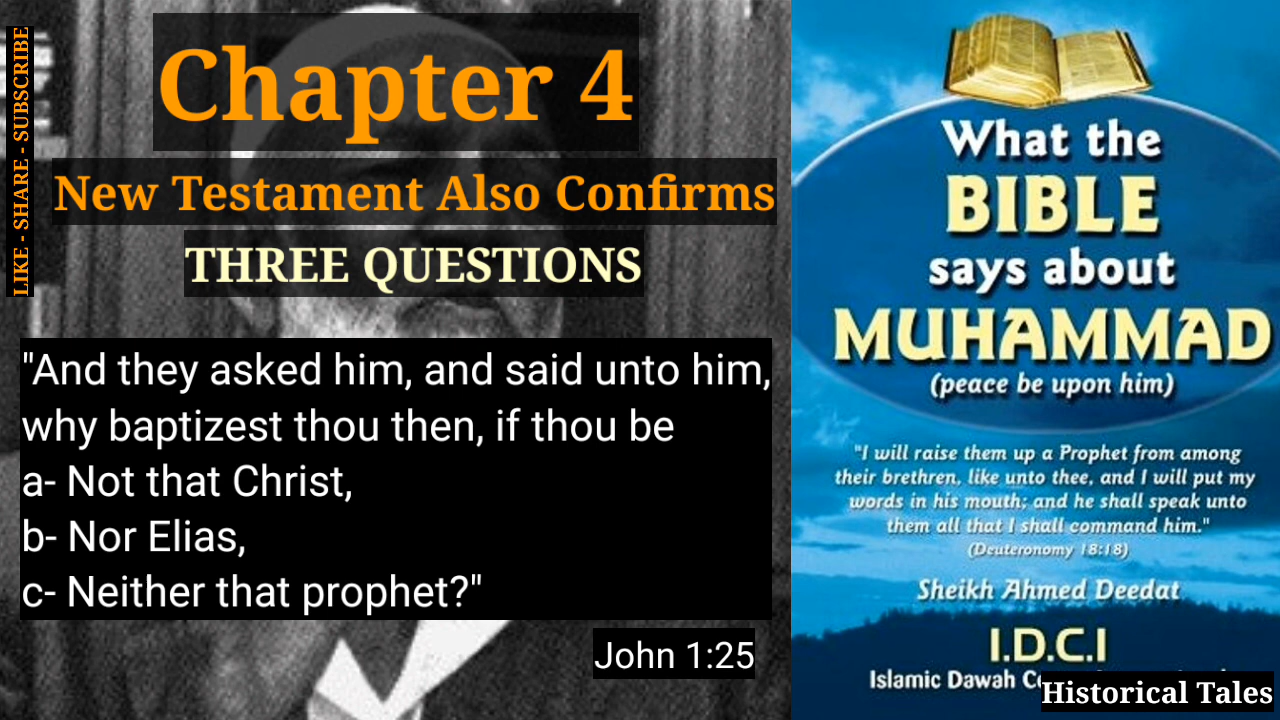 LIKE - SHARE - SUBSCRIBE
Chapter 4
New Testament Also Confirms
THREE QUESTIONS
"And they asked him, and said unto him,
why baptizest thou then, if thou be
a- Not that Christ,
b- Nor Elias,
c- Neither that prophet?"
John 1:25
What the
BIBLE
says about
MUHAMMAD
(peace be upon him)
"I will raise them up a Prophet from among
their brethren, like unto thee, and I will put my
words in his mouth; and he shall speak unto
them all that I shall command him."
(Deuteronomy 18:18)
Sheikh Ahmed Deedat
I.D.C.I
Islamic Dawah
Historical Tales